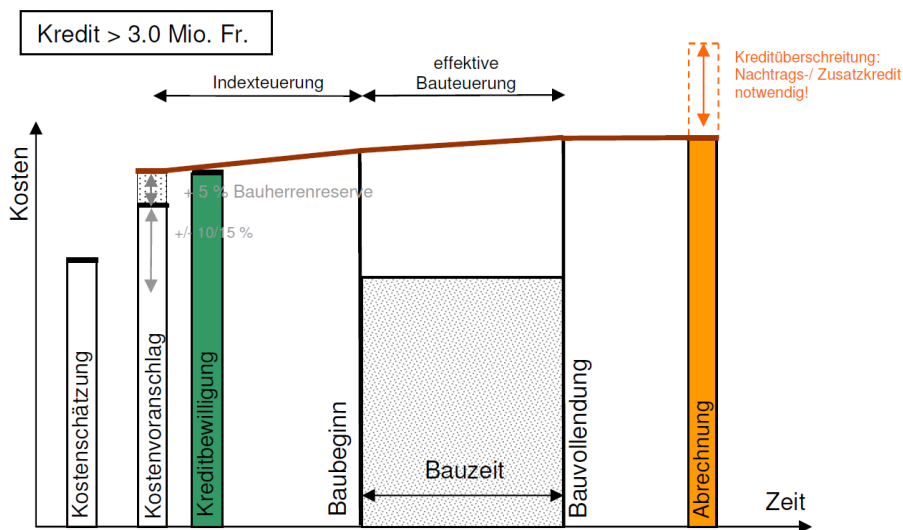 Kredit > 3.0 Mio. Fr.
Indexteuerung
effektive
Bauteuerung
Kreditüberschreitung:
Nachtrags-/ Zusatzkredit
notwendig!
Kosten
+ 5 % Bauherrenreserve
+/- 10/15 %
Kostenschätzung
Kostenvoranschlag
Kreditbewilligung
Baubeginn
Bauzeit
Bauvollendung
Abrechnung
Zeit